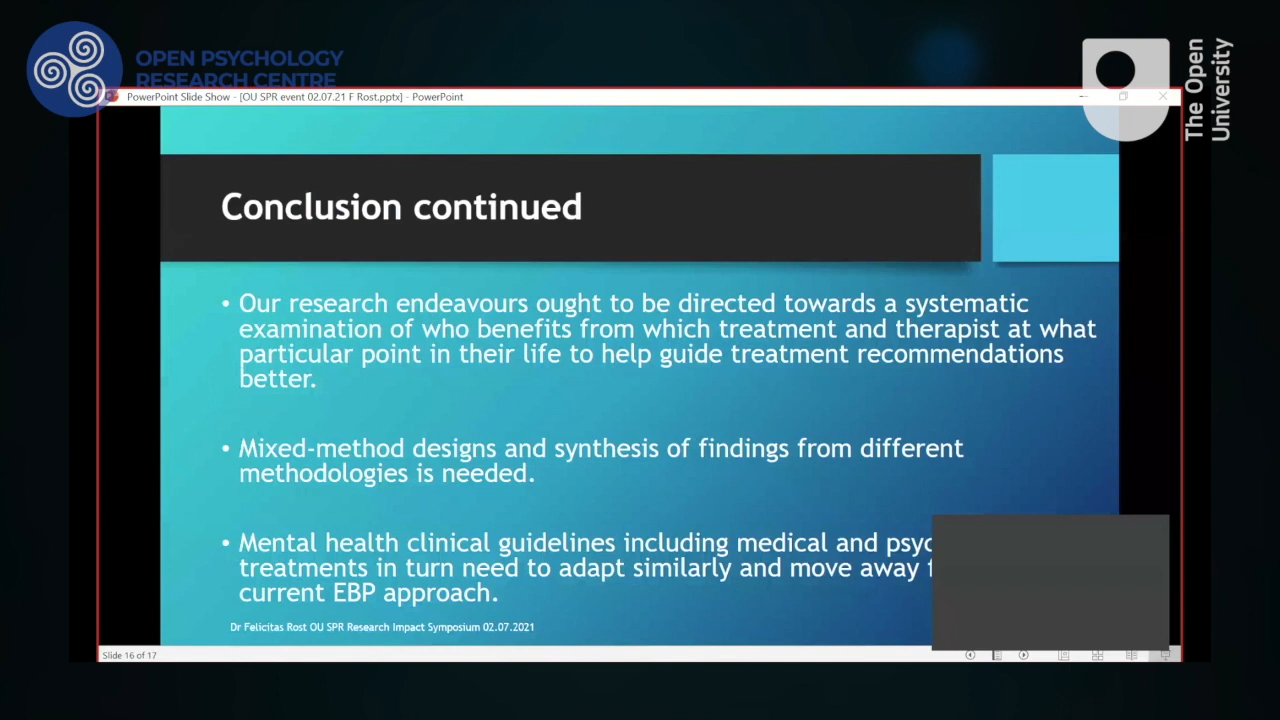 OPEN PSYCHOLOGY
RESEARCH CENTRE
The Open
University
PowerPoint Slide Show - [OU SPR event 02.07.21 F Rost.pptx] - PowerPoint
Conclusion continued
• Our research endeavours ought to be directed towards a systematic
examination of who benefits from which treatment and therapist at what
particular point in their life to help guide treatment recommendations
better.
• Mixed-method designs and synthesis of findings from different
methodologies is needed.
• Mental health clinical guidelines including medical and
treatments in turn need to adapt similarly and move away
current EBP approach.
Dr Felicitas Rost OU SPR Research Impact Symposium 02.07.2021
Slide 16 of 17